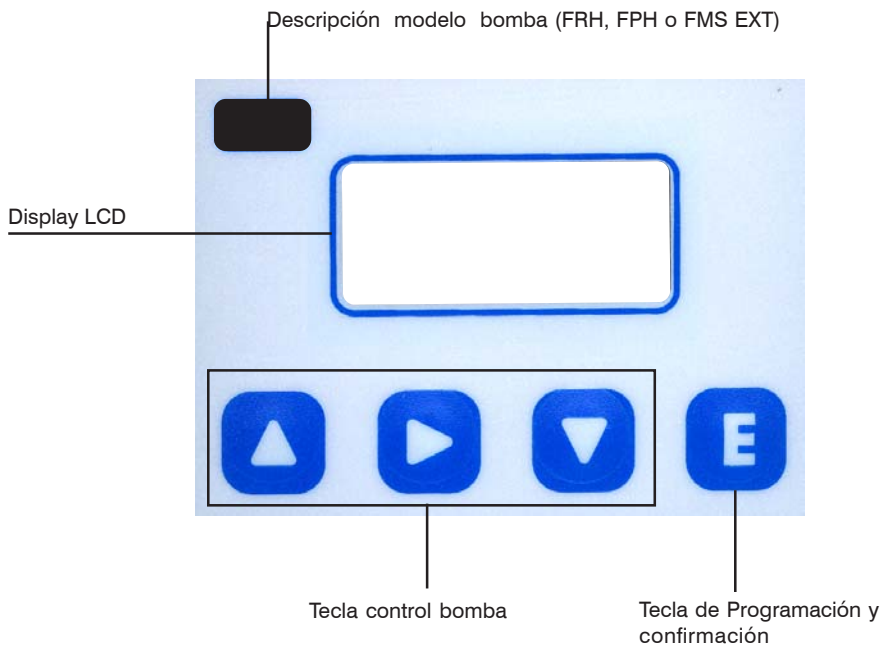 Descripción modelo bomba (FRH, FPH o FMS EXT)
Display LCD
E
Tecla control bomba
Tecla de Programación y
confirmación